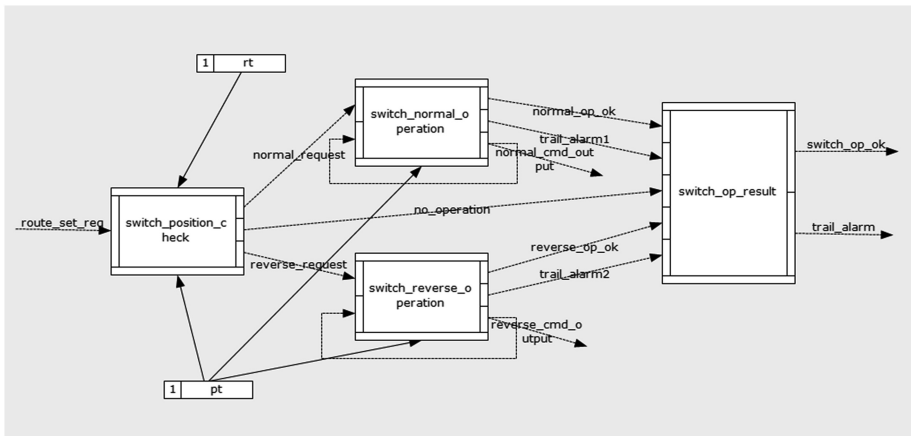 1 rt
switch_normal_o
peration
normal_op_ok
trail_alarm1
normal_cmd_out
put
normal_request
switch_op_ok
switch_op_result
no_operation
route_set_req
switch_position_c
heck
trail_alarm
reverse_op_ok
reverse_request
trail_alarm2
switch_reverse_o
peration
reverse_cmd_o
utput
1 pt